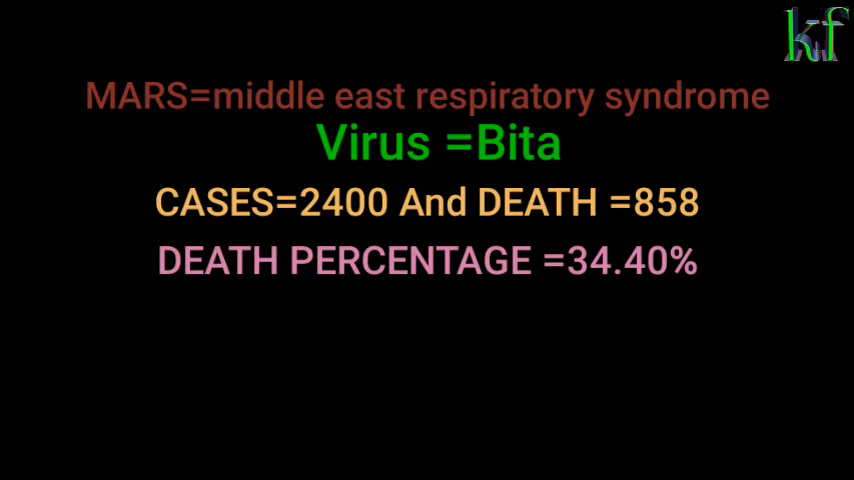 kf
MARS=middle east respiratory syndrome
Virus =Bita
CASES=2400 And DEATH =858
DEATH PERCENTAGE =34.40%